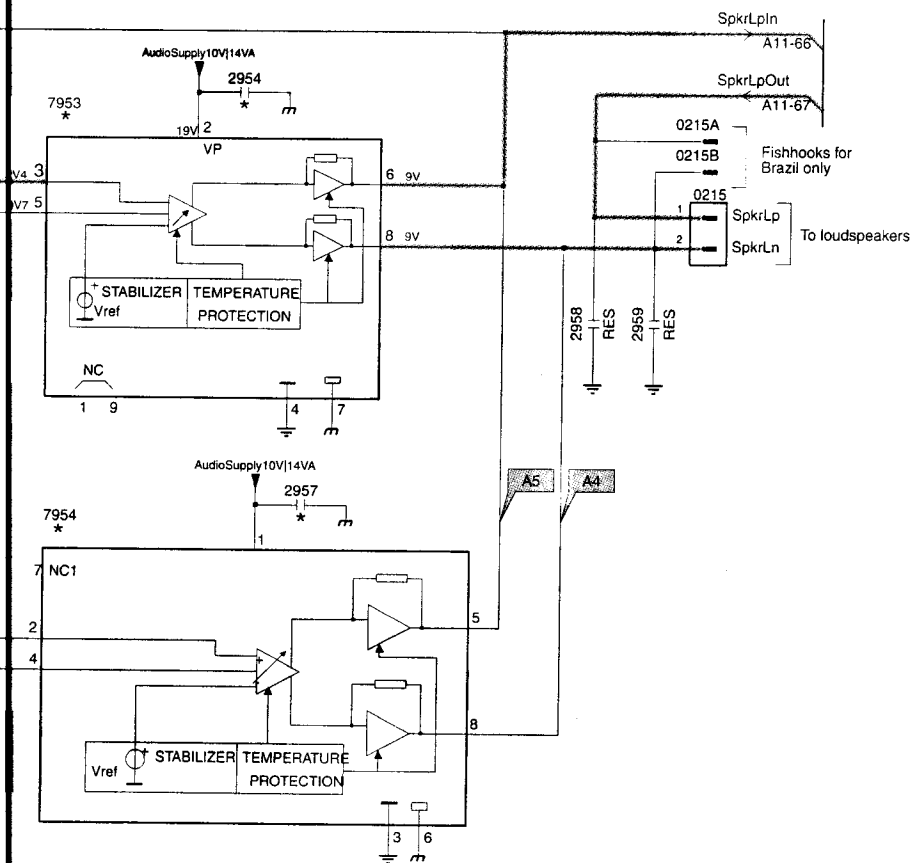 SpkrLpIn
A11-66
AudioSupply10V|14VA
2954
*
SpkrLpOut
A11-67
7953
*
19V 2
VP
0215A
0215B
Fishhooks for
Brazil only
V4 3
6 9V
0215
V7 5
1 SpkrLp
8 9V
2 SpkrLn
To loudspeakers
+ STABILIZER
Vref
TEMPERATURE
PROTECTION
2958
RES
2959
RES
NC
1 9
4 7
AudioSupply10V|14VA
2957
*
A5
A4
7954
*
1
7 NC1
5
2
4
+
-
8
+ STABILIZER
Vref
TEMPERATURE
PROTECTION
3 6